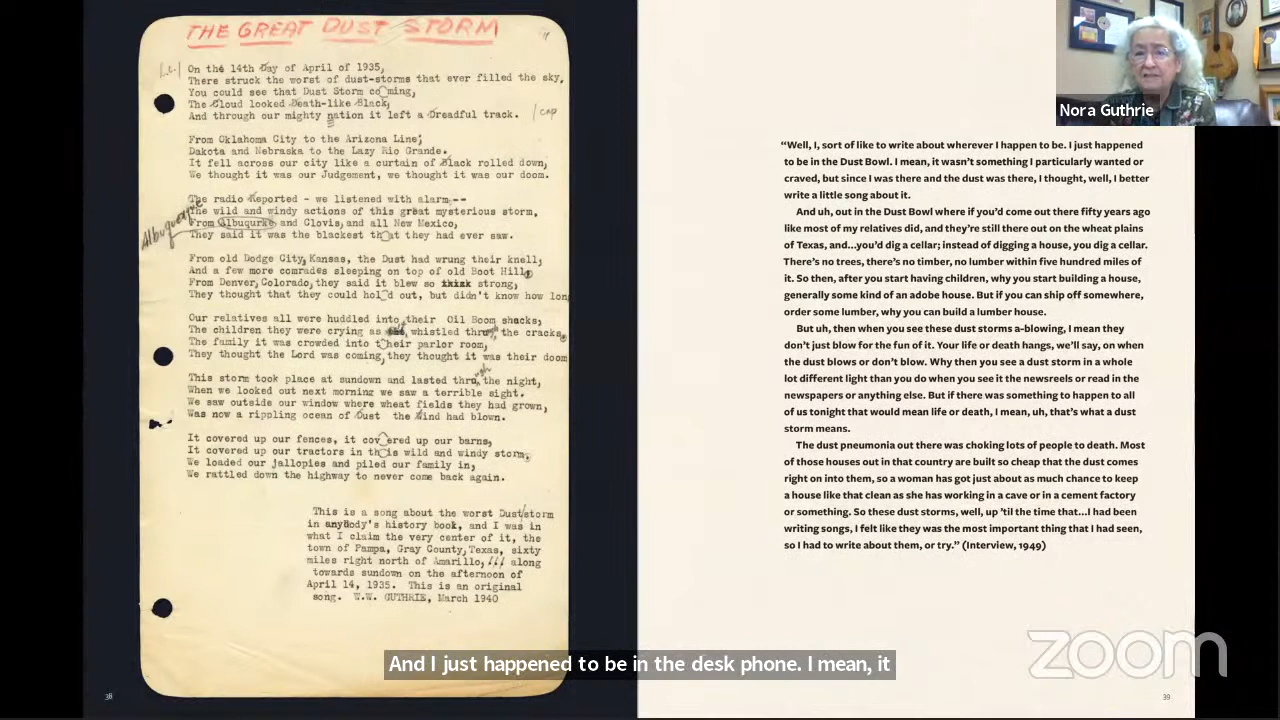 THE GREAT DUST STORM
On the 14th Day of April of 1935,
There struck the worst of dust-storms that ever filled the sky.
You could see that Dust Storm coming,
The Cloud looked Death-like Black,
And through our mighty nation it left a Dreadful track.
cap
From Oklahoma City to the Arizona Line;
Dakota and Nebraska to the Lazy Rio Grande.
It fell across our city like a curtain of Black rolled down,
We thought it was our Judgement, we thought it was our doom.
The radio Reported - we listened with alarm--
The wild and windy actions of this great mysterious storm,
Albuquerque
From Albuqurke and Clovis, and all New Mexico,
They said it was the blackest that they had ever saw.
From old Dodge City, Kansas, the Dust had wrung their knell,
And a few more comrades sleeping on top of old Boot Hill,
From Denver, Colorado, they said it blew so strong,
They thought that they could hold out, but didn't know how long
Our relatives all were huddled into their Oil Boom shacks;
The children they were crying as whistled thru the cracks.
The family it was crowded into their parlor room,
They thought the Lord was coming, they thought it was their doom
This storm took place at sundown and lasted thru the night,
When we looked out next morning we saw a terrible sight.
We saw outside our window where wheat fields they had grown,
Was now a rippling ocean of Dust the Wind had blown.
It covered up our fences, it covered up our barns,
It covered up our tractors in this wild and windy storm.
We loaded our jallopies and piled our family in,
We rattled down the highway to never come back again.
This is a song about the worst Dust/storm
in anybody's history book, and I was in
what I claim the very center of it, the
town of Pampa, Gray County, Texas, sixty
miles right north of Amarillo, along
towards sundown on the afternoon of
April 14, 1935. This is an original
song. W.W. GUTHRIE, March 1940
38
Nora Guthrie
“Well, I, sort of like to write about wherever I happen to be. I just happened
to be in the Dust Bowl. I mean, it wasn’t something I particularly wanted or
craved, but since I was there and the dust was there, I thought, well, I better
write a little song about it.
And uh, out in the Dust Bowl where if you’d come out there fifty years ago
like most of my relatives did, and they’re still there out on the wheat plains
of Texas, and...you’d dig a cellar; instead of digging a house, you dig a cellar.
There’s no trees, there’s no timber, no lumber within five hundred miles of
it. So then, after you start having children, why you start building a house,
generally some kind of an adobe house. But if you can ship off somewhere,
order some lumber, why you can build a lumber house.
But uh, then when you see these dust storms a-blowing, I mean they
don’t just blow for the fun of it. Your life or death hangs, we’ll say, on when
the dust blows or don’t blow. Why then you see a dust storm in a whole
lot different light than you do when you see it the newsreels or read in the
newspapers or anything else. But if there was something to happen to all
of us tonight that would mean life or death, I mean, uh, that’s what a dust
storm means.
The dust pneumonia out there was choking lots of people to death. Most
of those houses out in that country are built so cheap that the dust comes
right on into them, so a woman has got just about as much chance to keep
a house like that clean as she has working in a cave or in a cement factory
or something. So these dust storms, well, up ’til the time that...I had been
writing songs, I felt like they was the most important thing that I had seen,
so I had to write about them, or try.” (Interview, 1949)
zoom
39
And I just happened to be in the desk phone. I mean, it